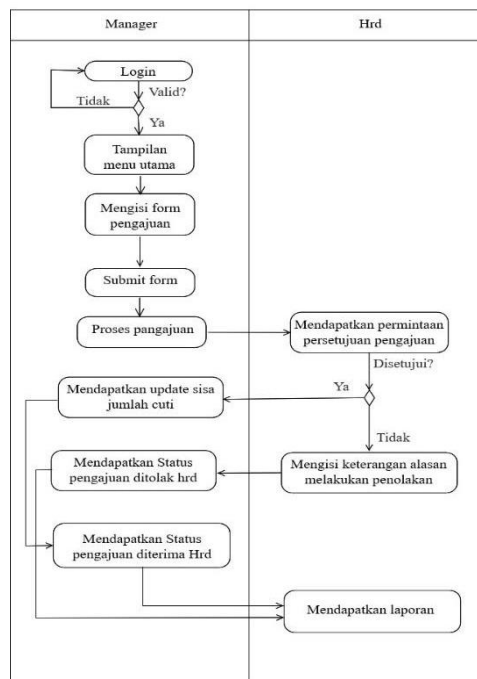 Manager
Hrd
Login
Valid?
Tidak
Ya
Tampilan
menu utama
Mengisi form
pengajuan
Submit form
Proses pangajuan
Mendapatkan permintaan
persetujuan pengajuan
Disetujui?
Ya
Mendapatkan update sisa
jumlah cuti
Tidak
Mendapatkan Status
pengajuan ditolak hrd
Mengisi keterangan alasan
melakukan penolakan
Mendapatkan Status
pengajuan diterima Hrd
Mendapatkan laporan